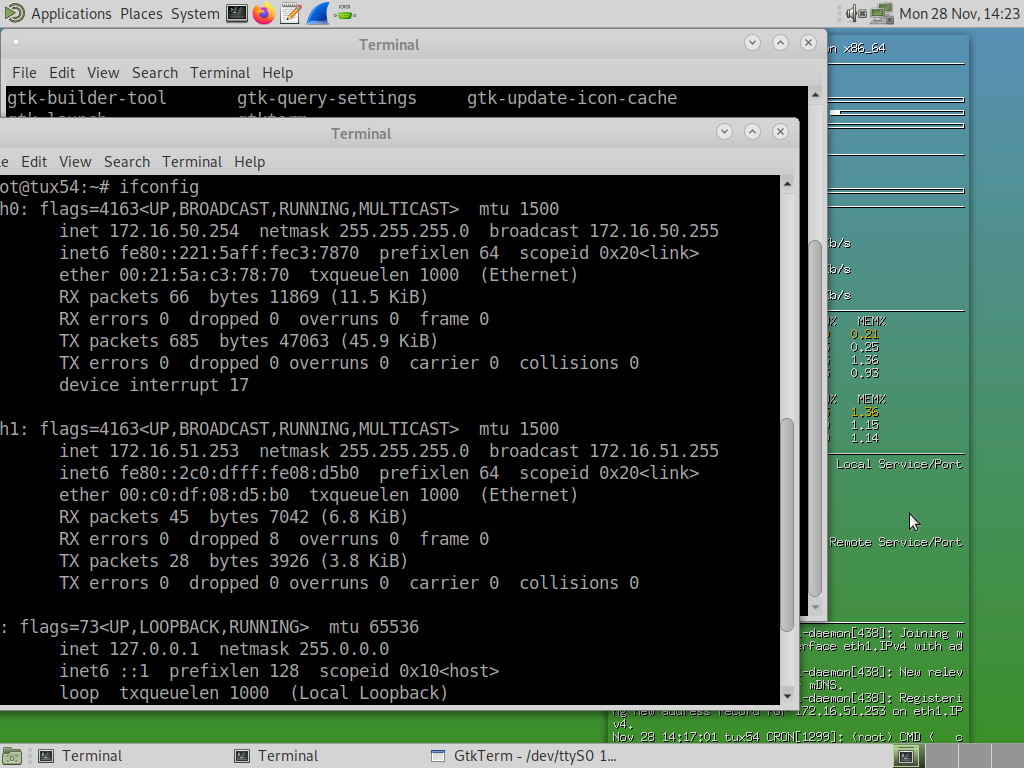 Applications Places System Mon 28 Nov, 14:23
Terminal
File Edit View Search Terminal Help
gtk-builder-tool gtk-query-settings gtk-update-icon-cache
Terminal
Edit View Search Terminal Help
ot@tux54:~# ifconfig
h0: flags=4163<UP,BROADCAST,RUNNING,MULTICAST> mtu 1500
inet 172.16.50.254 netmask 255.255.255.0 broadcast 172.16.50.255
inet6 fe80::221:5aff:fec3:7870 prefixlen 64 scopeid 0x20<link>
ether 00:21:5a:c3:78:70 txqueuelen 1000 (Ethernet)
RX packets 66 bytes 11869 (11.5 KiB)
RX errors 0 dropped 0 overruns 0 frame 0
TX packets 685 bytes 47063 (45.9 KiB)
TX errors 0 dropped 0 overruns 0 carrier 0 collisions 0
device interrupt 17
h1: flags=4163<UP,BROADCAST,RUNNING,MULTICAST> mtu 1500
inet 172.16.51.253 netmask 255.255.255.0 broadcast 172.16.51.255
inet6 fe80::2c0:dfff:fe08:d5b0 prefixlen 64 scopeid 0x20<link>
ether 00:c0:df:08:d5:b0 txqueuelen 1000 (Ethernet)
RX packets 45 bytes 7042 (6.8 KiB)
RX errors 0 dropped 8 overruns 0 frame 0
TX packets 28 bytes 3926 (3.8 KiB)
TX errors 0 dropped 0 overruns 0 carrier 0 collisions 0
: flags=73<UP,LOOPBACK,RUNNING> mtu 65536
inet 127.0.0.1 netmask 255.0.0.0
inet6 ::1 prefixlen 128 scopeid 0x10<host>
loop txqueuelen 1000 (Local Loopback)
x86_64
b/s
b/s
b/s
% MEM%
0.21
0.25
1.36
0.93
% MEM%
1.36
1.15
1.14
Local Service/Port
Remote Service/Port
-daemon[438]: Joining m
rface eth1.IPv4 with ad
-daemon[438]: New relev
mDNS.
-daemon[438]: Registeri
ng new address record for 172.16.51.253 on eth1.IP
v4.
Nov 28 14:17:01 tux54 CRON[1299]: (root) CMD ( c
Terminal Terminal GtkTerm - /dev/ttyS0 1...